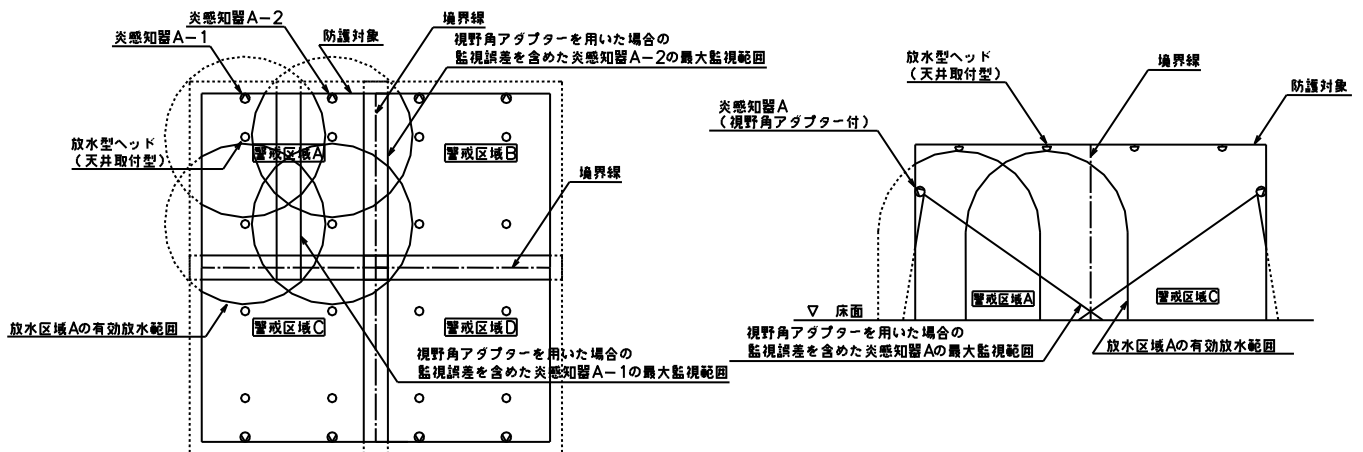 炎感知器A-2
炎感知器A-1
境界線
防護対象
視野角アダプターを用いた場合の
監視誤差を含めた炎感知器A-2の最大監視範囲
放水型ヘッド
(天井取付型)
警戒区域A
警戒区域B
境界線
放水区域Aの有効放水範囲
警戒区域C
警戒区域D
視野角アダプターを用いた場合の
監視誤差を含めた炎感知器A-1の最大監視範囲
放水型ヘッド
(天井取付型)
境界線
防護対象
炎感知器A
(視野角アダプター付)
警戒区域A
警戒区域C
▽ 床面
視野角アダプターを用いた場合の
監視誤差を含めた炎感知器Aの最大監視範囲
放水区域Aの有効放水範囲